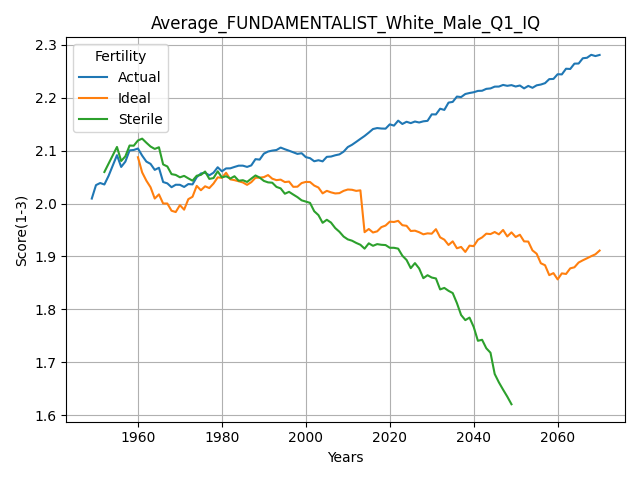 Average_FUNDAMENTALIST_White_Male_Q1_IQ
Fertility
Actual
Ideal
Sterile
Score(1-3)
2.3
2.2
2.1
2.0
1.9
1.8
1.7
1.6
1960 1980 2000 2020 2040 2060
Years